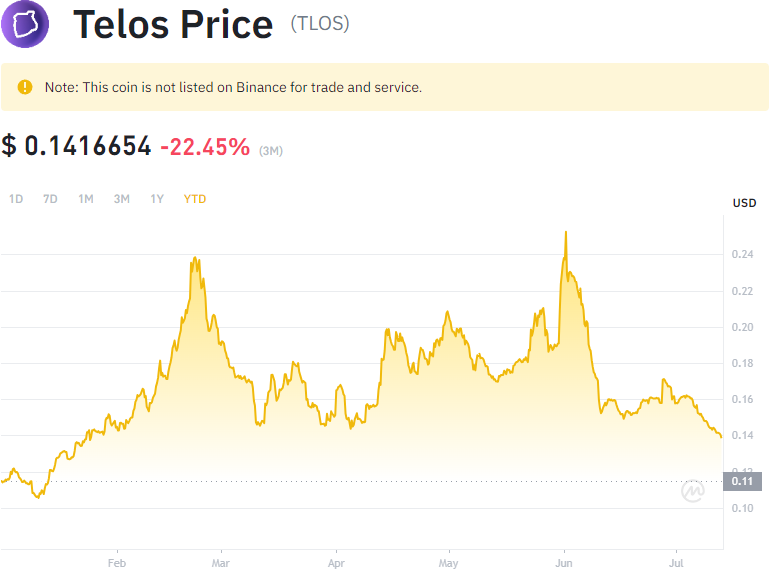 Telos Price (TLOS)
Note: This coin is not listed on Binance for trade and service.
$ 0.1416654 -22.45% (3M)
1D 7D 1M 3M 1Y YTD
USD
0.24
0.22
0.20
0.18
0.16
0.14
0.12
0.11
0.10
Feb Mar Apr May Jun Jul